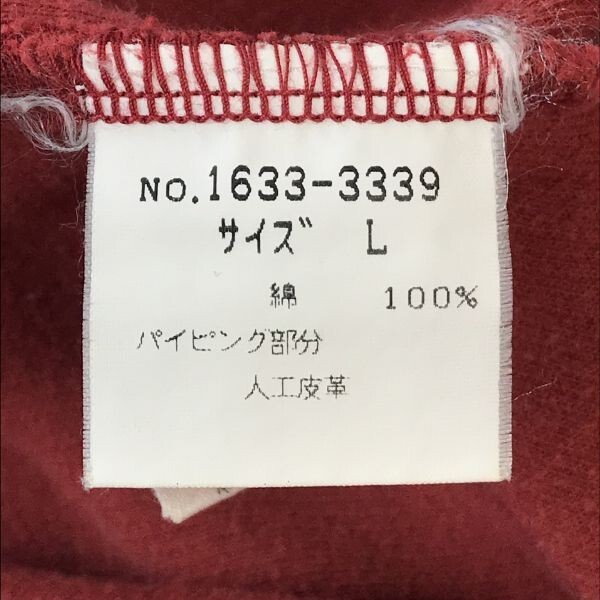 NO.1633-3339
サイズ L
綿 100%
パイピング部分
人工皮革